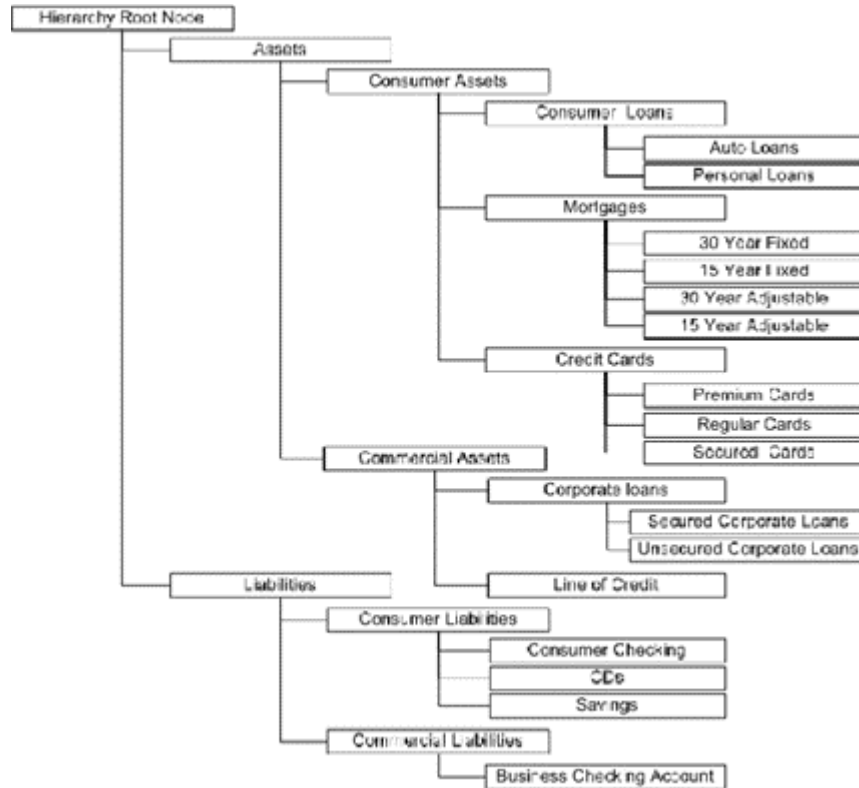 Hierarchy Root Node
Assets
Consumer Assets
Consumer Loans
Auto Loans
Personal Loans
Mortgages
30 Year Fixed
15 Year Fixed
30 Year Adjustable
15 Year Adjustable
Credit Cards
Premium Cards
Regular Cards
Secured Cards
Commercial Assets
Corporate loans
Secured Corporate Loans
Unsecured Corporate Loans
Line of Credit
Liabilities
Consumer Liabilities
Consumer Checking
CDs
Savings
Commercial Liabilities
Business Checking Account